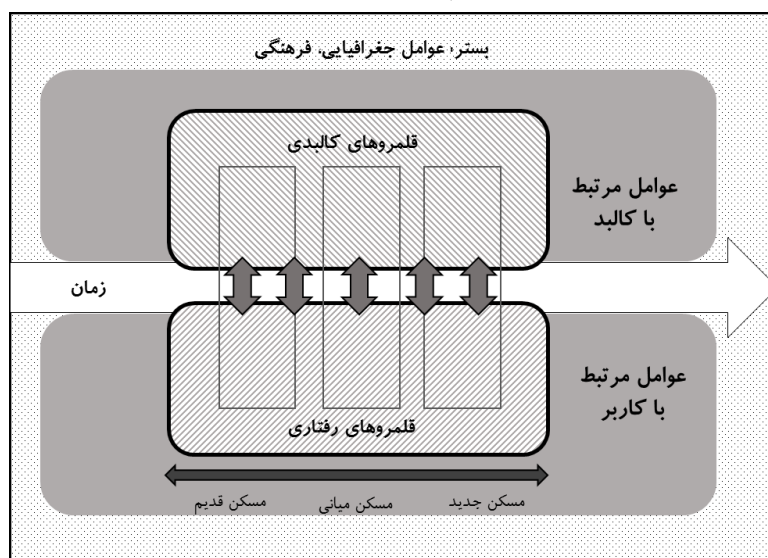 بستر: عوامل جغرافیایی، فرهنگی
قلمروهای کالبدی
عوامل مرتبط
با کالبد
زمان
عوامل مرتبط
با کاربر
قلمروهای رفتاری
مسکن جدید
مسکن میانی
مسکن قدیم